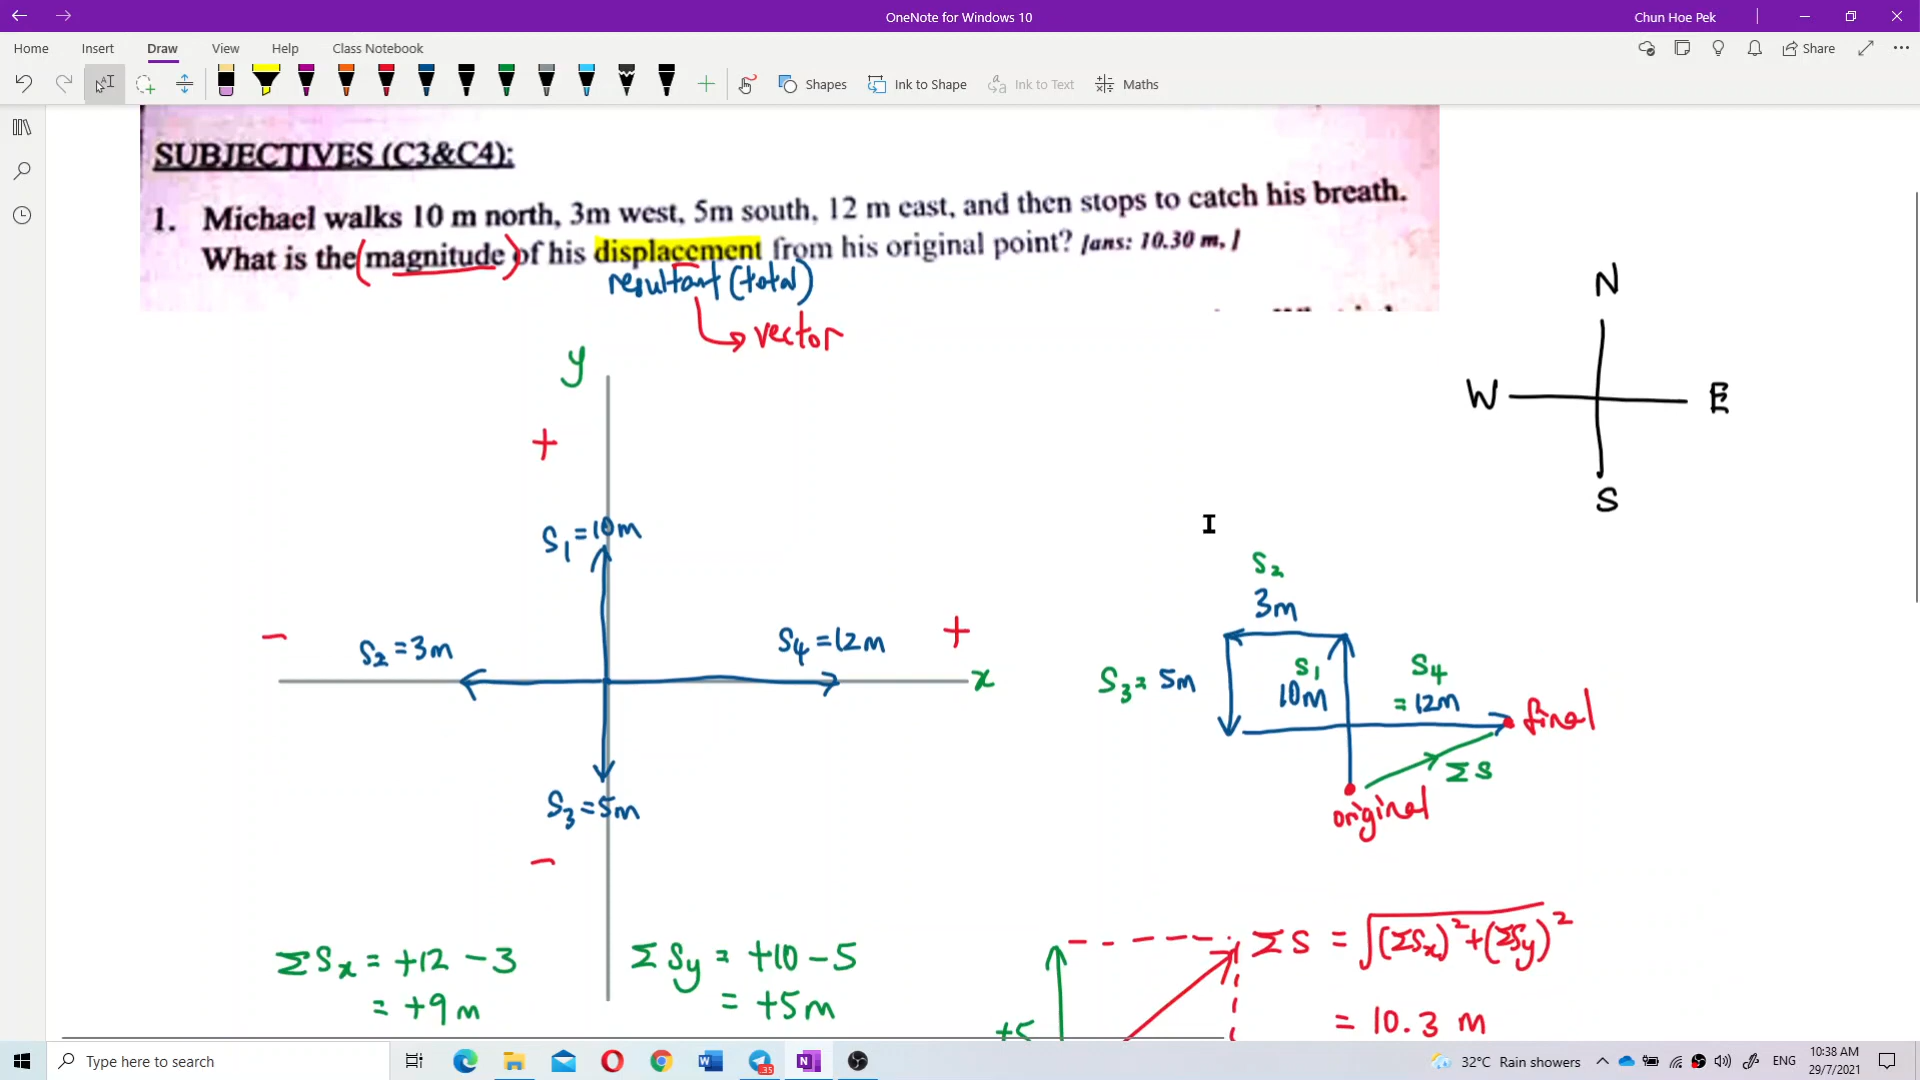 OneNote for Windows 10
Chun Hoe Pek
Home Insert Draw View Help Class Notebook
Share
Shapes Ink to Shape Ink to Text Maths
SUBJECTIVES (C3&C4):
1. Michael walks 10 m north, 3m west, 5m south, 12 m east, and then stops to catch his breath.
What is the (magnitude) of his displacement from his original point? [ans: 10.30 m, ]
resultant (total)
vector
y
+
S1 = 10m
-
S2 = 3m
S4 = 12m
+
x
S3 = 5m
-
N
W E
S
S2
3m
S3 = 5m
S1
10m
S4
= 12m
final
ΣS
original
ΣSx = +12 - 3
= +9 m
ΣSy = +10 - 5
= +5 m
+5
ΣS = √(ΣSx)² + (ΣSy)²
= 10.3 m
Type here to search
35
32°C Rain showers
ENG
10:38 AM
29/7/2021